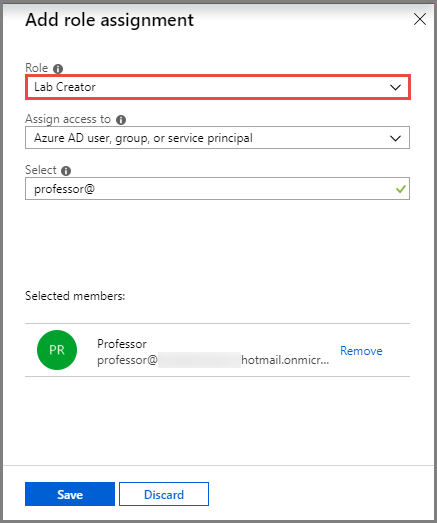 Add role assignment
Role
Lab Creator
Assign access to
Azure AD user, group, or service principal
Select
professor@
Selected members:
PR
Professor
professor@ hotmail.onmicr...
Remove
Save
Discard